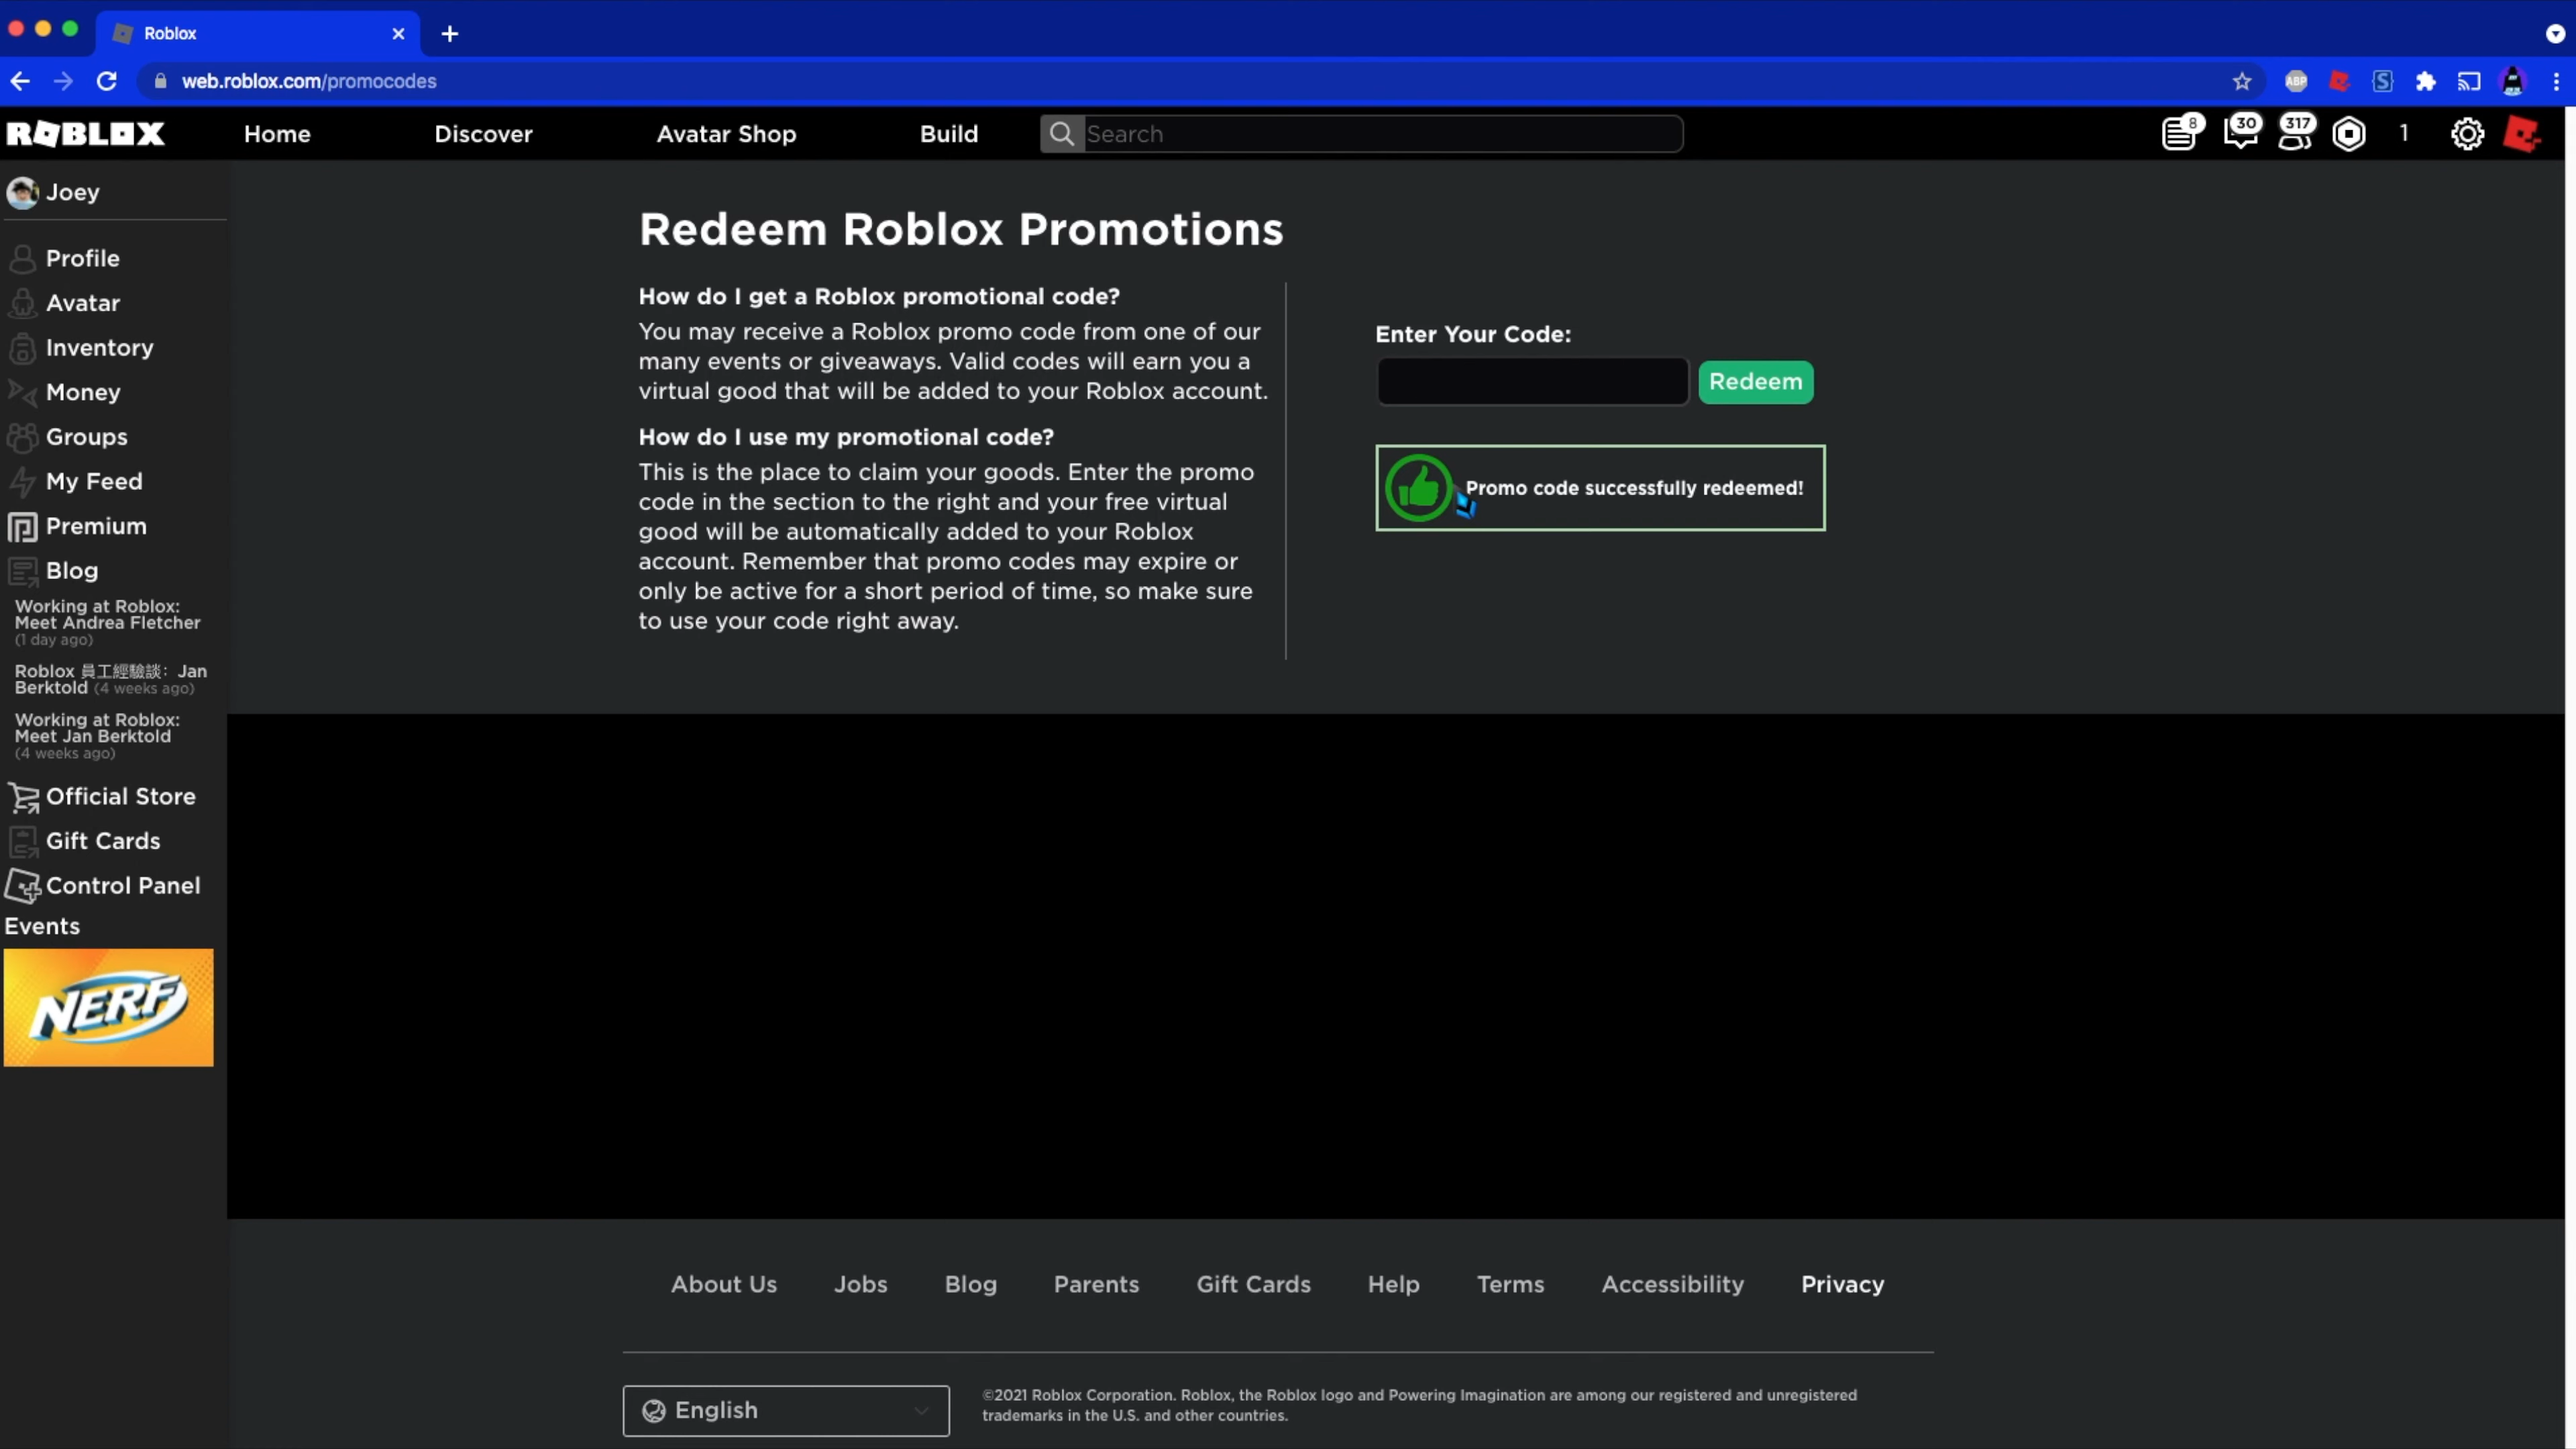 Roblox
web.roblox.com/promocodes
ABP
S
ROBLOX
Home
Discover
Avatar Shop
Build
Search
8
30
317
1
Joey
Profile
Avatar
Inventory
Money
Groups
My Feed
Premium
Blog
Working at Roblox:
Meet Andrea Fletcher
(1 day ago)
Roblox 員工經驗談：Jan
Berktold (4 weeks ago)
Working at Roblox:
Meet Jan Berktold
(4 weeks ago)
Official Store
Gift Cards
Control Panel
Events
NERF
Redeem Roblox Promotions
How do I get a Roblox promotional code?
You may receive a Roblox promo code from one of our
many events or giveaways. Valid codes will earn you a
virtual good that will be added to your Roblox account.
How do I use my promotional code?
This is the place to claim your goods. Enter the promo
code in the section to the right and your free virtual
good will be automatically added to your Roblox
account. Remember that promo codes may expire or
only be active for a short period of time, so make sure
to use your code right away.
Enter Your Code:
Redeem
Promo code successfully redeemed!
About Us
Jobs
Blog
Parents
Gift Cards
Help
Terms
Accessibility
Privacy
English
©2021 Roblox Corporation. Roblox, the Roblox logo and Powering Imagination are among our registered and unregistered
trademarks in the U.S. and other countries.